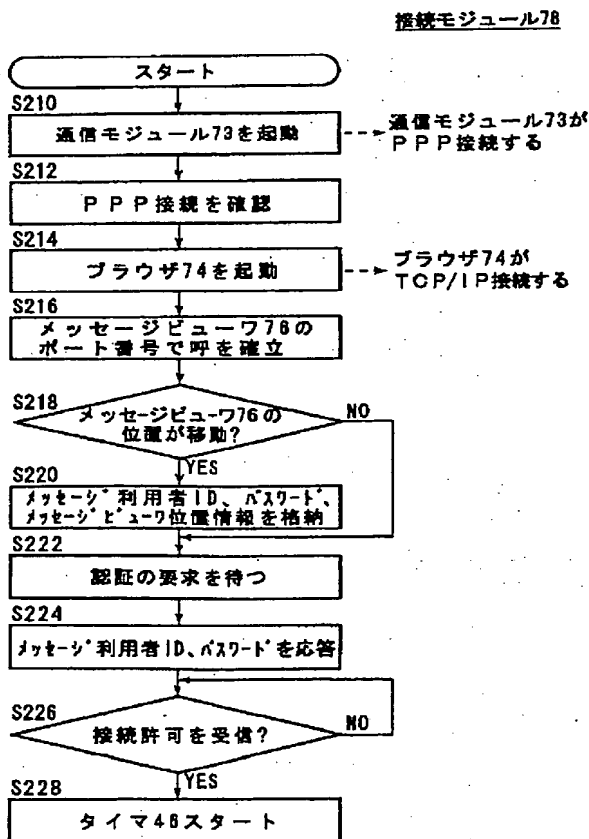 接続モジュール78
スタート
S210
通信モジュール73を起動
通信モジュール73が
PPP接続する
S212
PPP接続を確認
S214
ブラウザ74を起動
ブラウザ74が
TCP/IP接続する
S216
メッセージビューワ76の
ポート番号で呼を確立
S218
メッセージビューワ76の
位置が移動?
NO
YES
S220
メッセージ利用者ID、パスワード、
メッセージビューワ位置情報を格納
S222
認証の要求を待つ
S224
メッセージ利用者ID、パスワードを応答
S226
接続許可を受信?
NO
YES
S228
タイマ46スタート